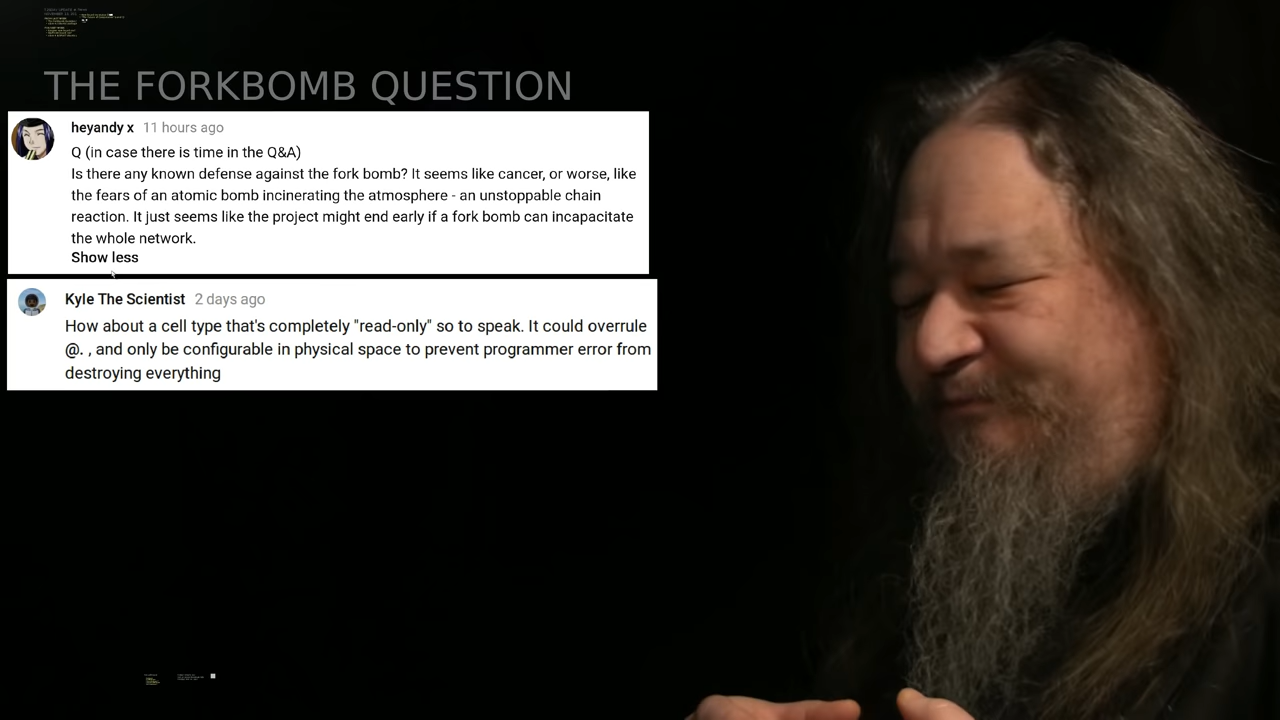 THE FORKBOMB QUESTION
heyandy x 11 hours ago
Q (in case there is time in the Q&A)
Is there any known defense against the fork bomb? It seems like cancer, or worse, like
the fears of an atomic bomb incinerating the atmosphere - an unstoppable chain
reaction. It just seems like the project might end early if a fork bomb can incapacitate
the whole network.
Show less
Kyle The Scientist 2 days ago
How about a cell type that's completely "read-only" so to speak. It could overrule
@. , and only be configurable in physical space to prevent programmer error from
destroying everything